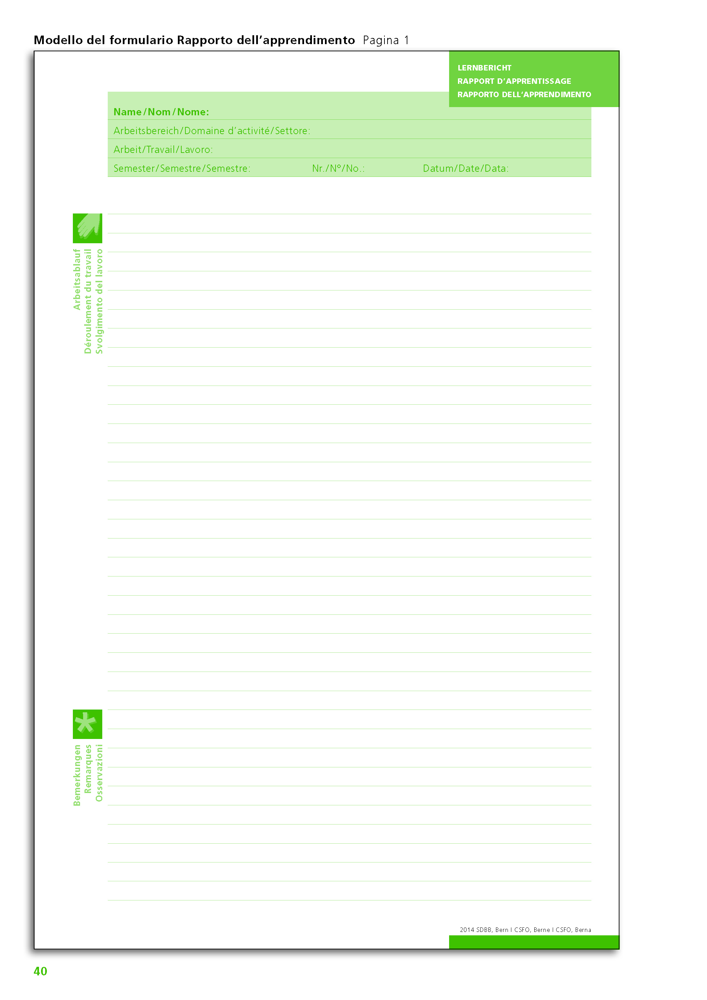 Modello del formulario Rapporto dell’apprendimento Pagina 1
LERNBERICHT
RAPPORT D’APPRENTISSAGE
RAPPORTO DELL‘APPRENDIMENTO
Name/Nom/Nome:
Arbeitsbereich/Domaine d’activité/Settore:
Arbeit/Travail/Lavoro:
Semester/Semestre/Semestre: Nr./N°/No.: Datum/Date/Data:
Arbeitsablauf
Déroulement du travail
Svolgimento del lavoro
Bemerkungen
Remarques
Osservazioni
2014 SDBB, Bern I CSFO, Berne I CSFO, Berna
40